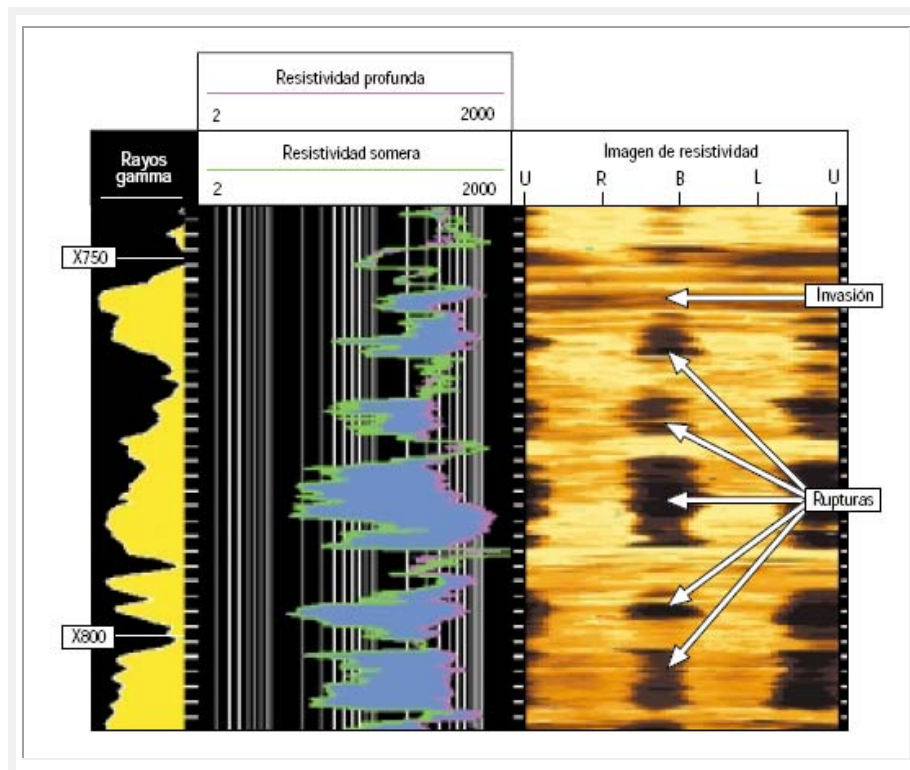 Resistividad profunda
2 2000
Rayos
gamma
Resistividad somera
2 2000
Imagen de resistividad
U R B L U
X750
Invasión
Rupturas
X800